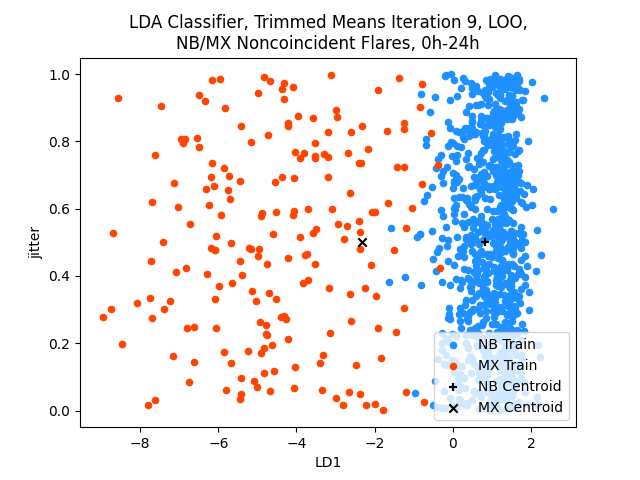 LDA Classifier, Trimmed Means Iteration 9, LOO,
NB/MX Noncoincident Flares, 0h-24h
1.0
0.8
0.6
0.4
0.2
0.0
jitter
NB Train
MX Train
NB Centroid
MX Centroid
−8 −6 −4 −2 0 2
LD1